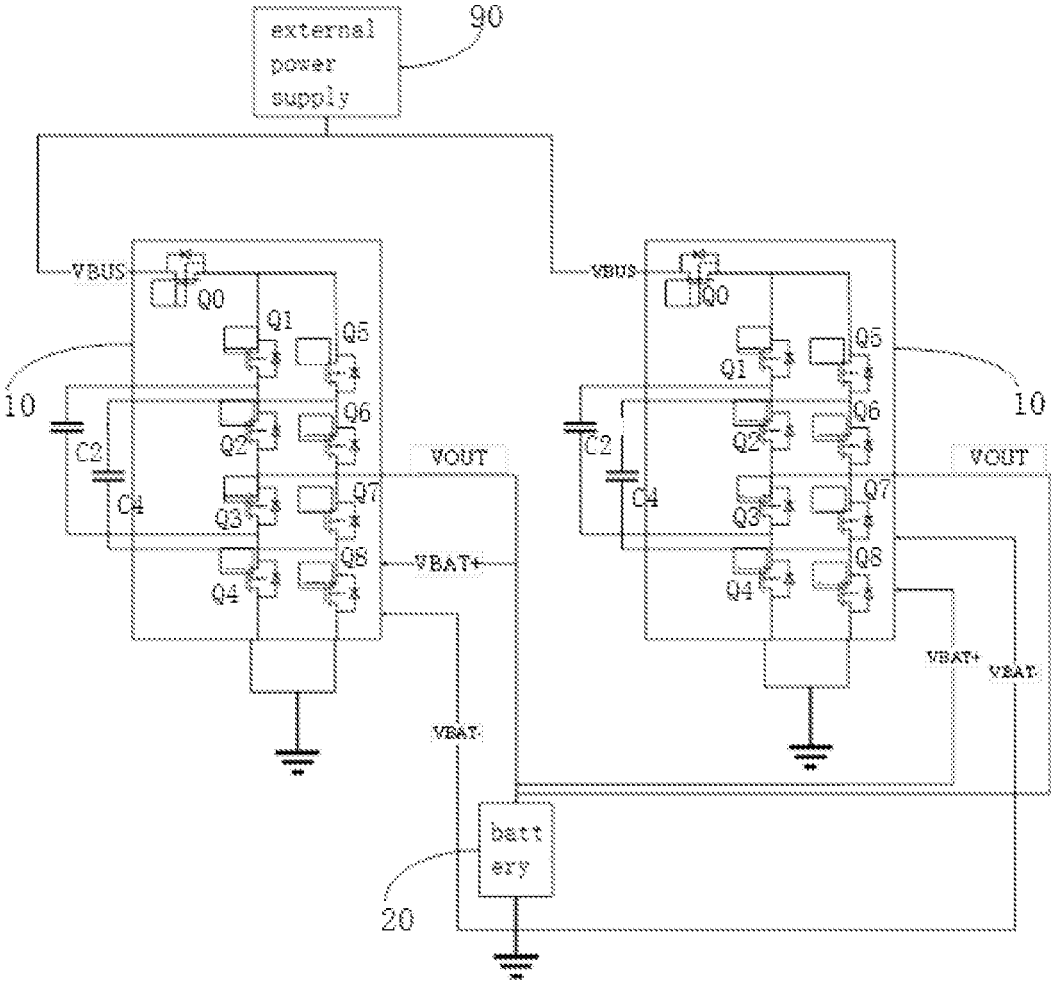 external
power
supply
90
VBUS
Q0
Q1
Q5
10
C2
Q2
Q6
VOUT
C4
Q3
Q7
VBAT+
Q4
Q8
VBAT-
VBUS
Q0
Q1
Q5
10
C2
Q2
Q6
VOUT
C4
Q3
Q7
Q4
Q8
VBAT+
VBAT-
batt
ery
20